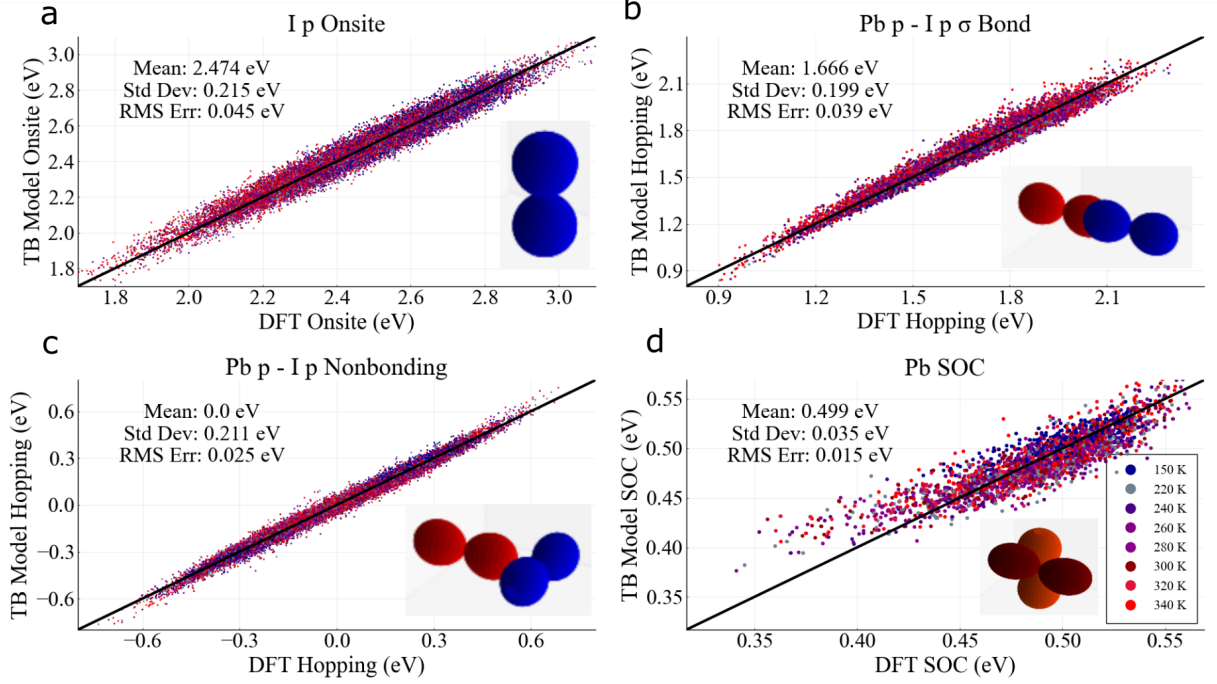 a
I p Onsite
Mean: 2.474 eV
Std Dev: 0.215 eV
RMS Err: 0.045 eV
TB Model Onsite (eV)
3.0
2.8
2.6
2.4
2.2
2.0
1.8
1.8 2.0 2.2 2.4 2.6 2.8 3.0
DFT Onsite (eV)
b
Pb p - I p σ Bond
Mean: 1.666 eV
Std Dev: 0.199 eV
RMS Err: 0.039 eV
TB Model Hopping (eV)
2.1
1.8
1.5
1.2
0.9
0.9 1.2 1.5 1.8 2.1
DFT Hopping (eV)
c
Pb p - I p Nonbonding
Mean: 0.0 eV
Std Dev: 0.211 eV
RMS Err: 0.025 eV
TB Model Hopping (eV)
0.6
0.3
0.0
−0.3
−0.6
−0.6 −0.3 0.0 0.3 0.6
DFT Hopping (eV)
d
Pb SOC
Mean: 0.499 eV
Std Dev: 0.035 eV
RMS Err: 0.015 eV
TB Model SOC (eV)
0.55
0.50
0.45
0.40
0.35
0.35 0.40 0.45 0.50 0.55
DFT SOC (eV)
150 K
220 K
240 K
260 K
280 K
300 K
320 K
340 K